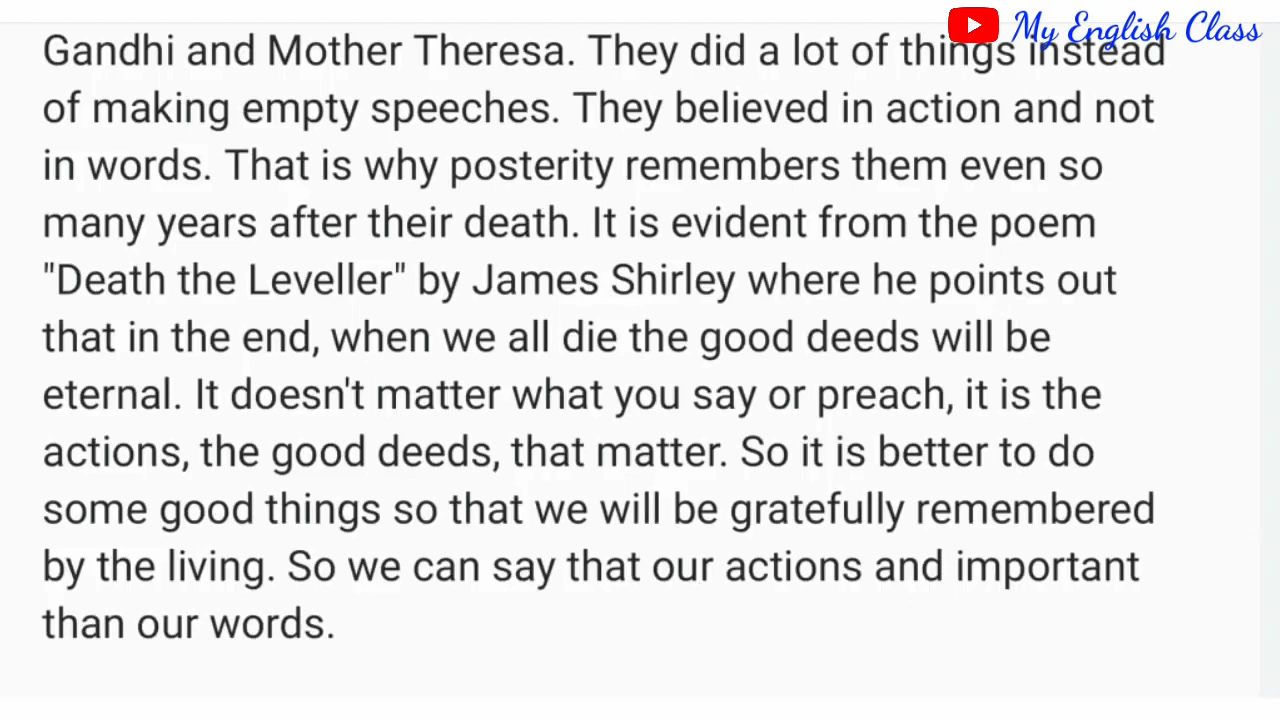 My English Class
Gandhi and Mother Theresa. They did a lot of things instead
of making empty speeches. They believed in action and not
in words. That is why posterity remembers them even so
many years after their death. It is evident from the poem
"Death the Leveller" by James Shirley where he points out
that in the end, when we all die the good deeds will be
eternal. It doesn't matter what you say or preach, it is the
actions, the good deeds, that matter. So it is better to do
some good things so that we will be gratefully remembered
by the living. So we can say that our actions and important
than our words.